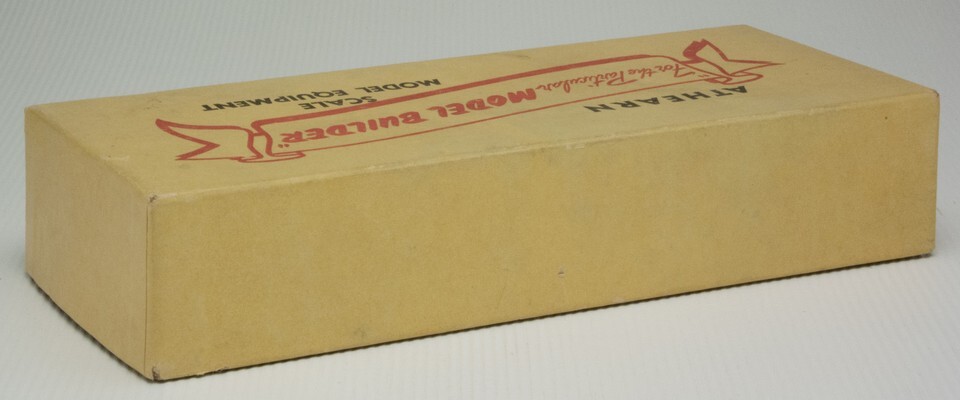 ATHEARN
"For the Particular MODEL BUILDER"
SCALE
MODEL EQUIPMENT